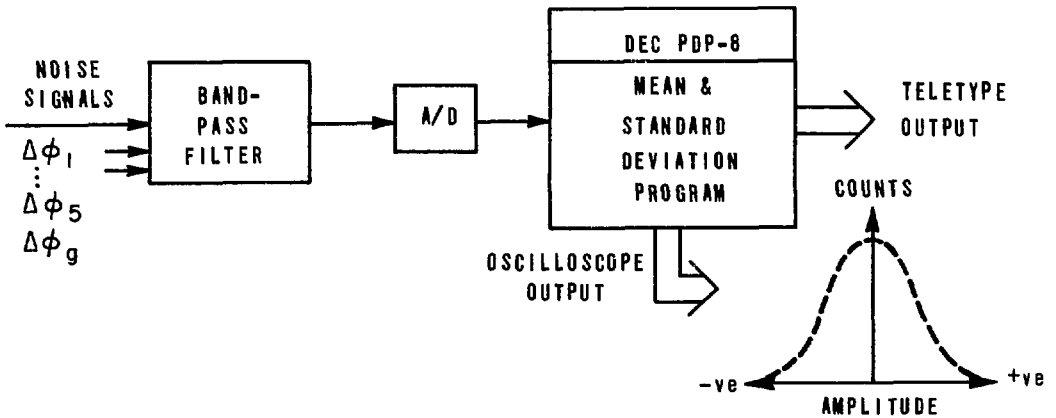 NOISE
SIGNALS
Δϕ1
⋮
Δϕ5
Δϕg
BAND-
PASS
FILTER
A/D
DEC PDP-8
MEAN &
STANDARD
DEVIATION
PROGRAM
TELETYPE
OUTPUT
OSCILLOSCOPE
OUTPUT
COUNTS
-ve
+ve
AMPLITUDE